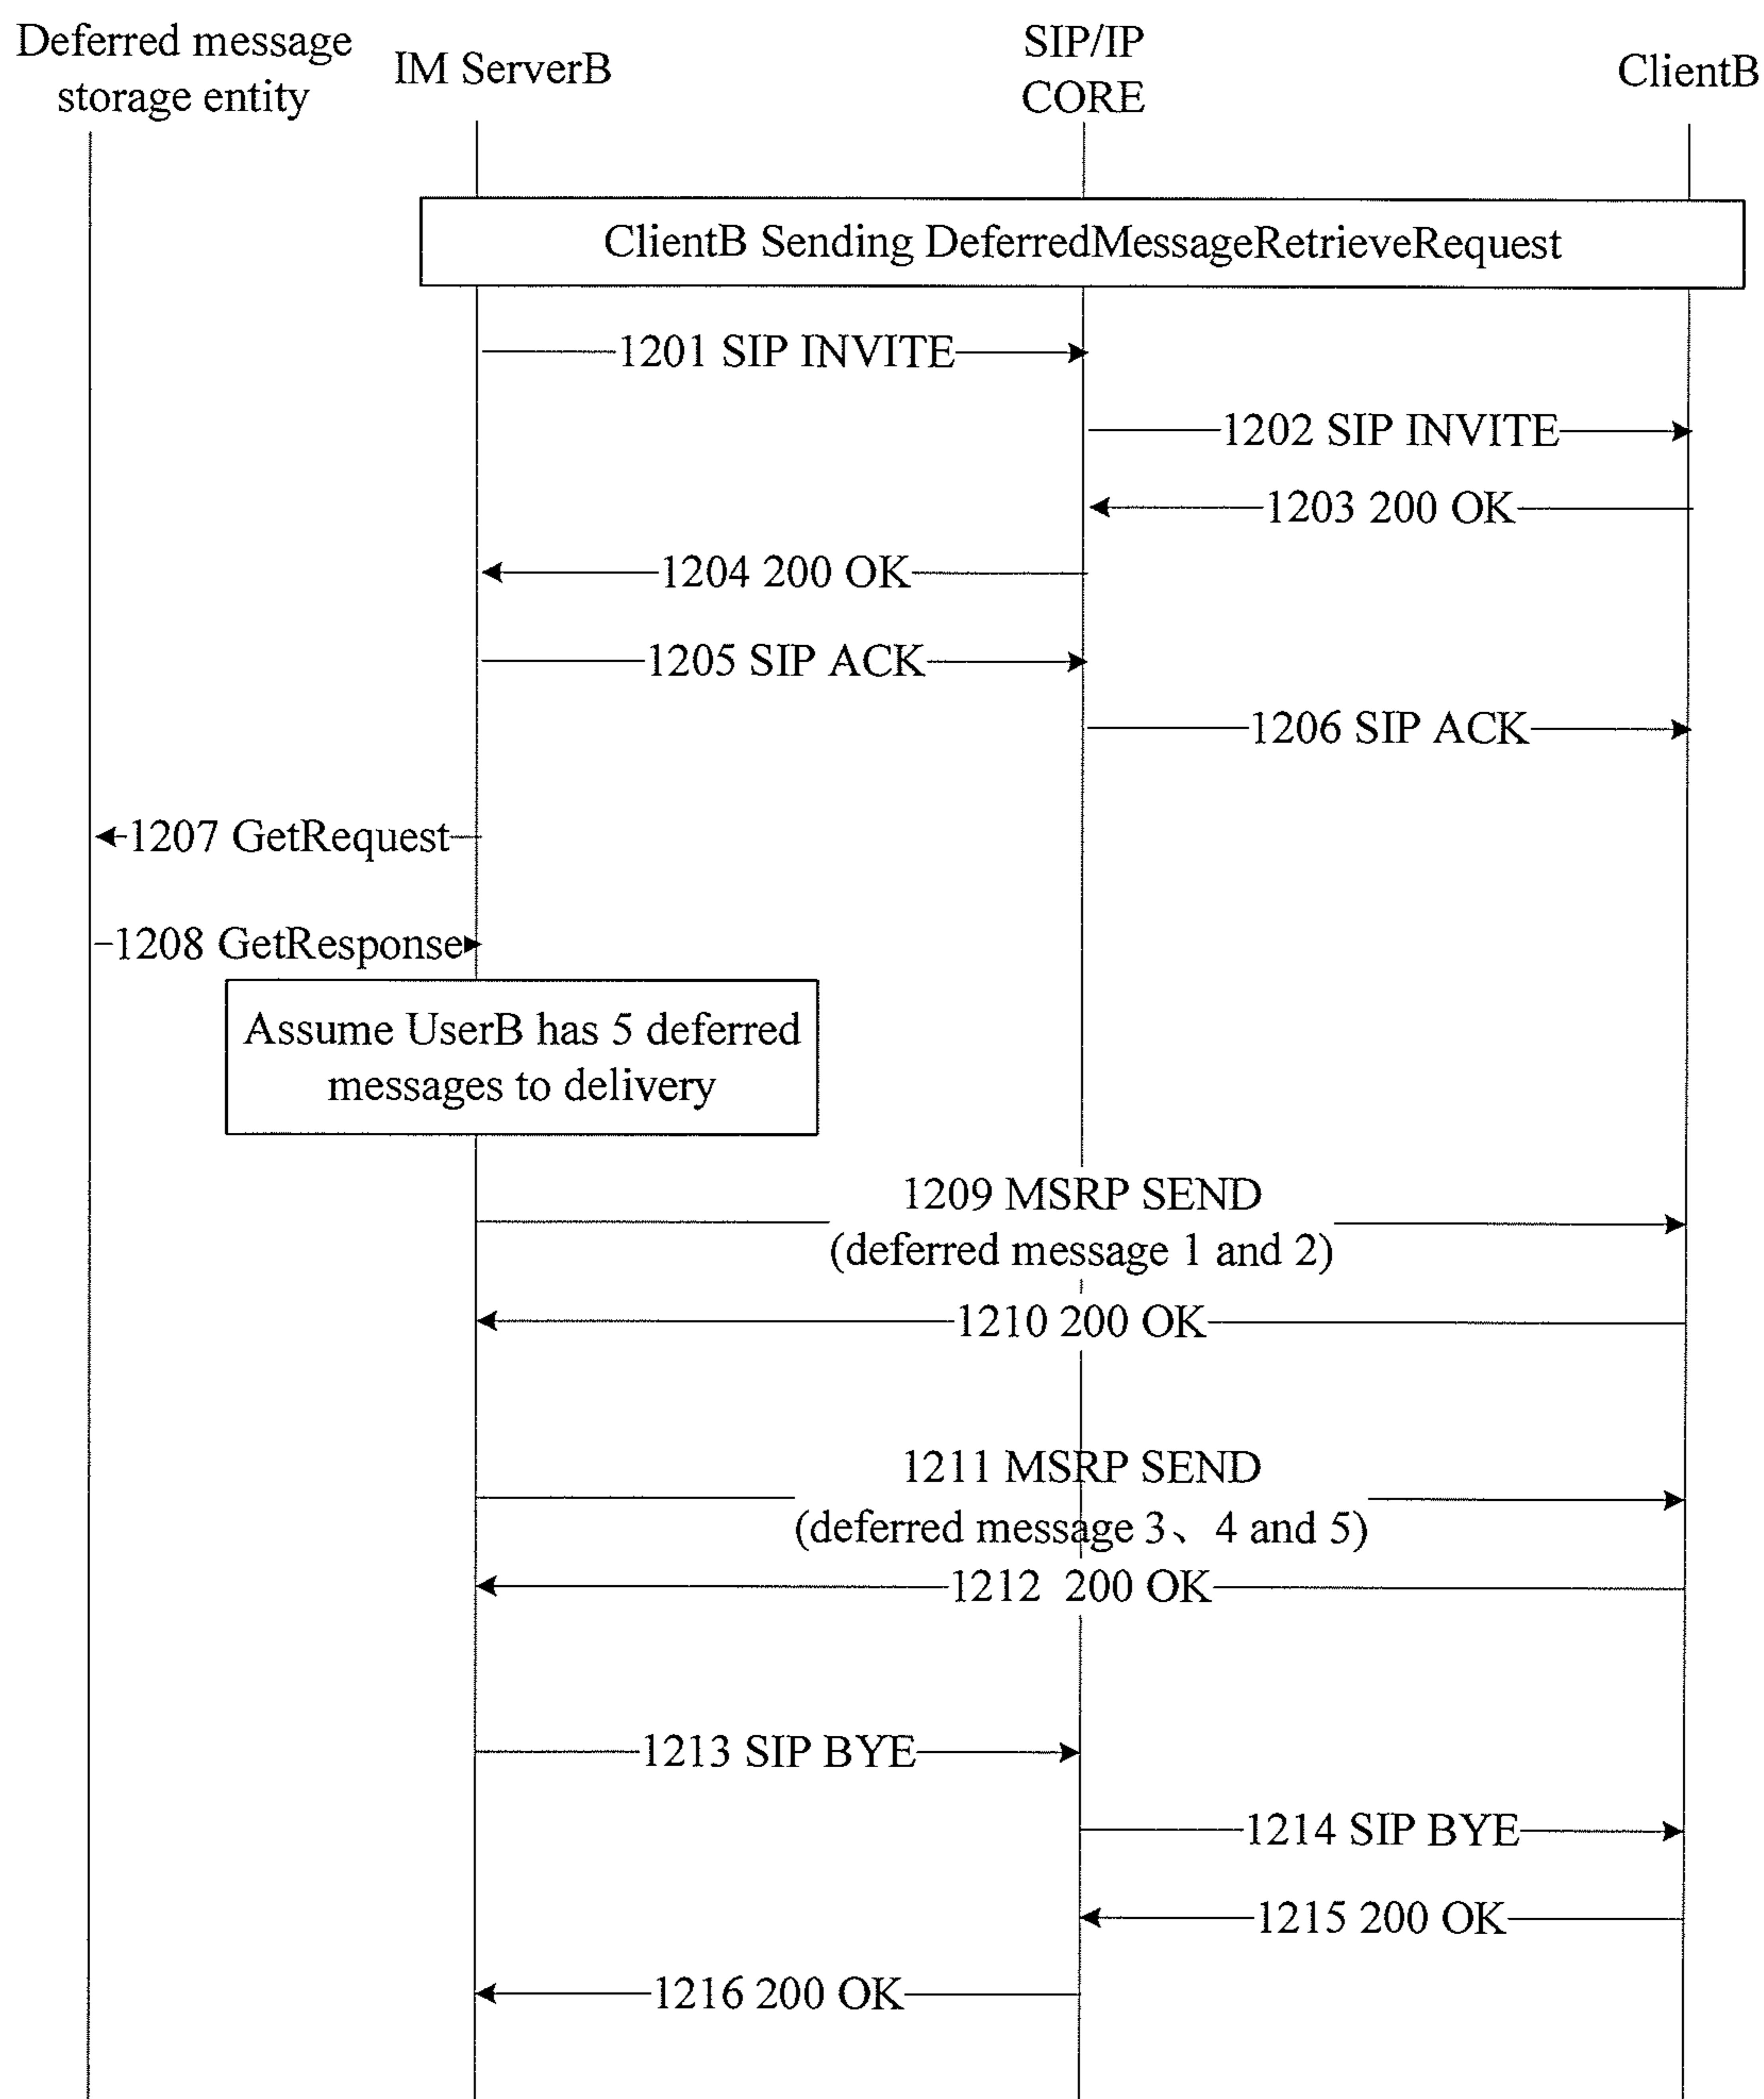 Deferred message
storage entity
IM ServerB
SIP/IP
CORE
ClientB
ClientB Sending DeferredMessageRetrieveRequest
1201 SIP INVITE
1202 SIP INVITE
1203 200 OK
1204 200 OK
1205 SIP ACK
1206 SIP ACK
1207 GetRequest
1208 GetResponse
Assume UserB has 5 deferred
messages to delivery
1209 MSRP SEND
(deferred message 1 and 2)
1210 200 OK
1211 MSRP SEND
(deferred message 3、4 and 5)
1212 200 OK
1213 SIP BYE
1214 SIP BYE
1215 200 OK
1216 200 OK